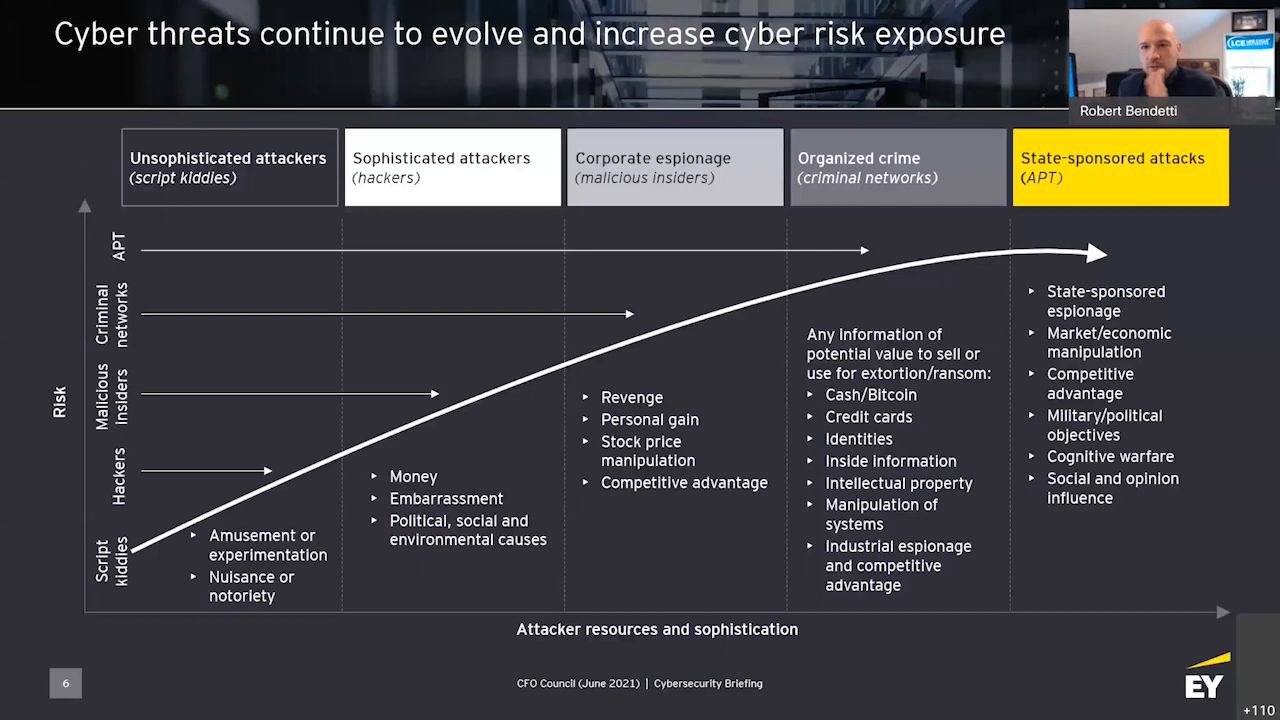 Cyber threats continue to evolve and increase cyber risk exposure
LCE
Robert Bendetti
Unsophisticated attackers
(script kiddies)
Sophisticated attackers
(hackers)
Corporate espionage
(malicious insiders)
Organized crime
(criminal networks)
State-sponsored attacks
(APT)
Risk
APT
Criminal
networks
Malicious
insiders
Hackers
Script
kiddies
‣ Amusement or
experimentation
‣ Nuisance or
notoriety
‣ Money
‣ Embarrassment
‣ Political, social and
environmental causes
‣ Revenge
‣ Personal gain
‣ Stock price
manipulation
‣ Competitive advantage
Any information of
potential value to sell or
use for extortion/ransom:
‣ Cash/Bitcoin
‣ Credit cards
‣ Identities
‣ Inside information
‣ Intellectual property
‣ Manipulation of
systems
‣ Industrial espionage
and competitive
advantage
‣ State-sponsored
espionage
‣ Market/economic
manipulation
‣ Competitive
advantage
‣ Military/political
objectives
‣ Cognitive warfare
‣ Social and opinion
influence
Attacker resources and sophistication
6
CFO Council (June 2021) | Cybersecurity Briefing
EY
+110